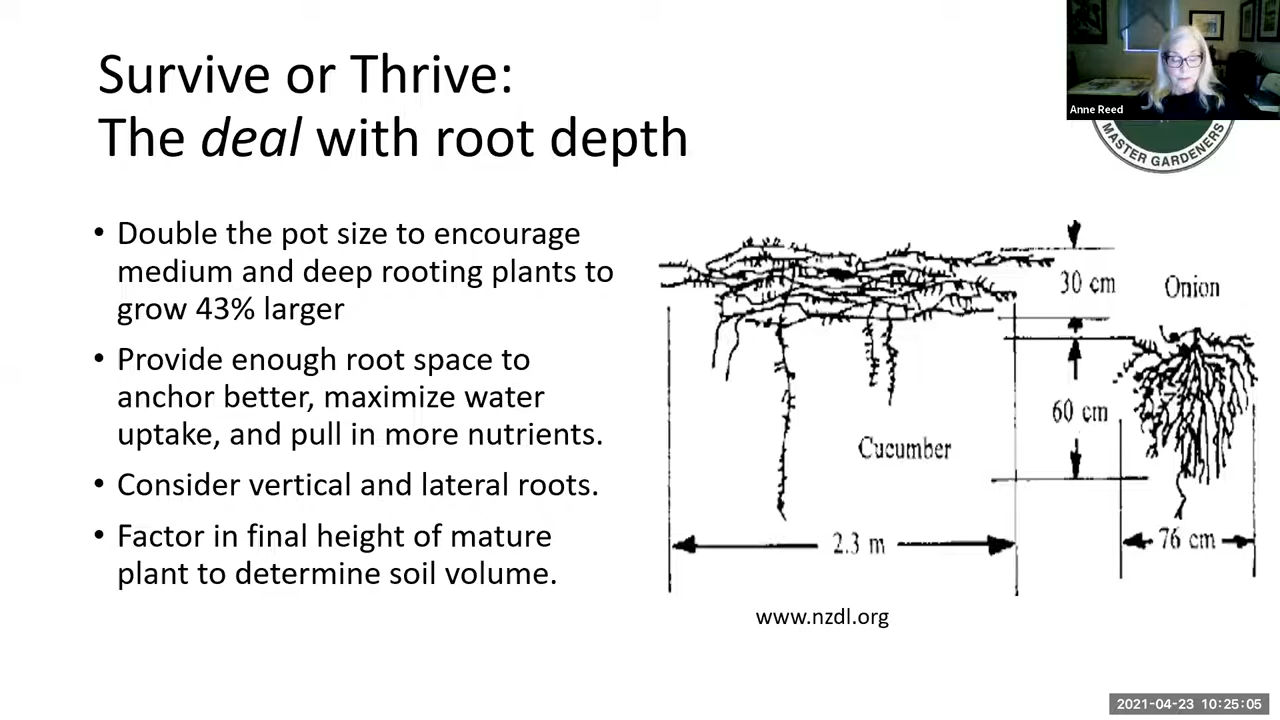 Survive or Thrive:
The deal with root depth
Anne Reed
MASTER GARDENERS
• Double the pot size to encourage
medium and deep rooting plants to
grow 43% larger
• Provide enough root space to
anchor better, maximize water
uptake, and pull in more nutrients.
• Consider vertical and lateral roots.
• Factor in final height of mature
plant to determine soil volume.
30 cm
Onion
60 cm
Cucumber
2.3 m
76 cm
www.nzdl.org
2021-04-23 10:25:05